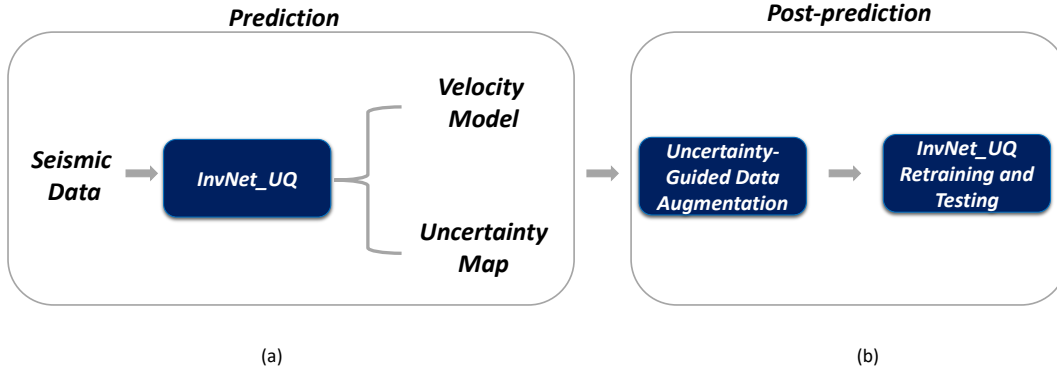 Prediction
Post-prediction
Seismic
Data
InvNet_UQ
Velocity
Model
Uncertainty
Map
Uncertainty-
Guided Data
Augmentation
InvNet_UQ
Retraining and
Testing
(a)
(b)